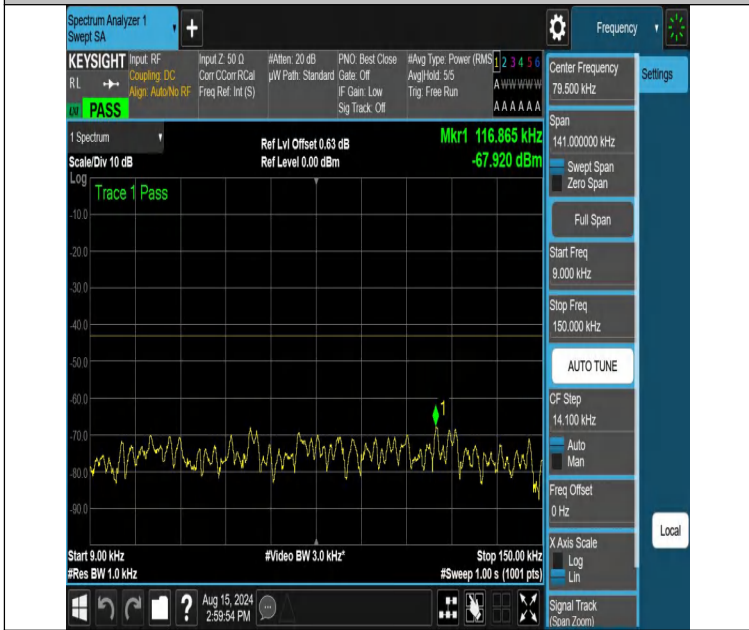 Spectrum Analyzer 1
Swept SA
+
Frequency
KEYSIGHT
RL
PASS
Input: RF
Coupling: DC
Align: Auto/No RF
Input Z: 50 Ω
Corr CCorr RCal
Freq Ref: Int (S)
#Atten: 20 dB
µW Path: Standard
PNO: Best Close
Gate: Off
IF Gain: Low
Sig Track: Off
#Avg Type: Power (RMS
Avg|Hold: 5/5
Trig: Free Run
1 2 3 4 5 6
A W W W W W
A A A A A A
1 Spectrum
Scale/Div 10 dB
Ref Lvl Offset 0.63 dB
Ref Level 0.00 dBm
Mkr1 116.865 kHz
-67.920 dBm
Log
Trace 1 Pass
-10.0
-20.0
-30.0
-40.0
-50.0
-60.0
-70.0
-80.0
-90.0
1
Start 9.00 kHz
#Res BW 1.0 kHz
#Video BW 3.0 kHz*
Stop 150.00 kHz
#Sweep 1.00 s (1001 pts)
Center Frequency
79.500 kHz
Span
141.000000 kHz
Swept Span
Zero Span
Full Span
Start Freq
9.000 kHz
Stop Freq
150.000 kHz
AUTO TUNE
CF Step
14.100 kHz
Auto
Man
Freq Offset
0 Hz
X Axis Scale
Log
Lin
Signal Track
(Span Zoom)
Settings
Local
?
Aug 15, 2024
2:59:54 PM